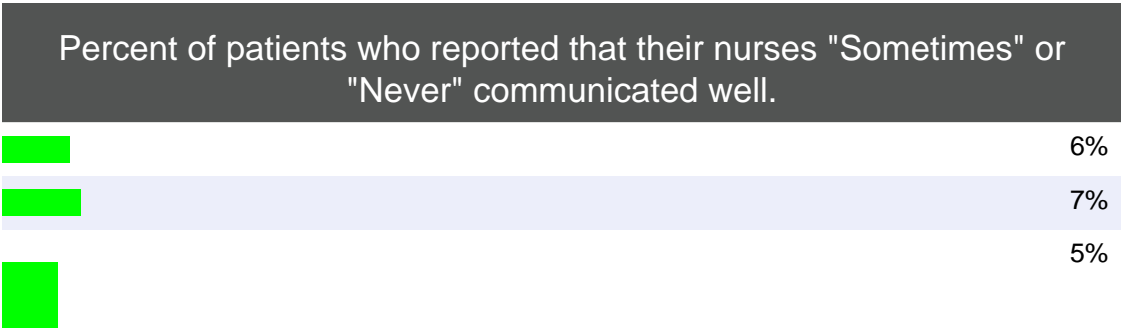 Percent of patients who reported that their nurses "Sometimes" or
"Never" communicated well.
6%
7%
5%